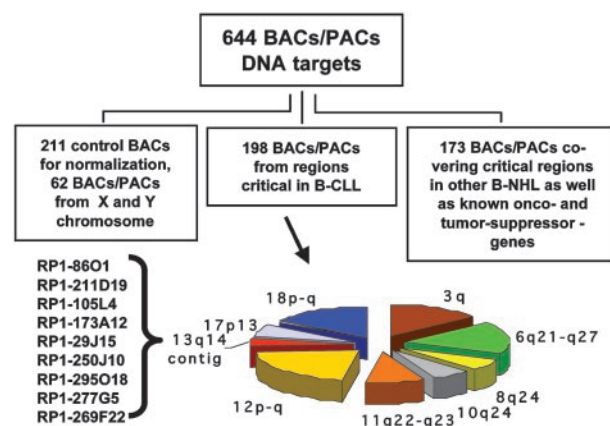 644 BACs/PACs
DNA targets
211 control BACs
for normalization,
62 BACs/PACs
from X and Y
chromosome
198 BACs/PACs
from regions
critical in B-CLL
173 BACs/PACs co-
vering critical regions
in other B-NHL as well
as known onco- and
tumor-suppressor -
genes
RP1-86O1
RP1-211D19
RP1-105L4
RP1-173A12
RP1-29J15
RP1-250J10
RP1-295O18
RP1-277G5
RP1-269F22
18p-q
17p13
13q14
contig
12p-q
3q
6q21-q27
8q24
10q24
11q22-q23